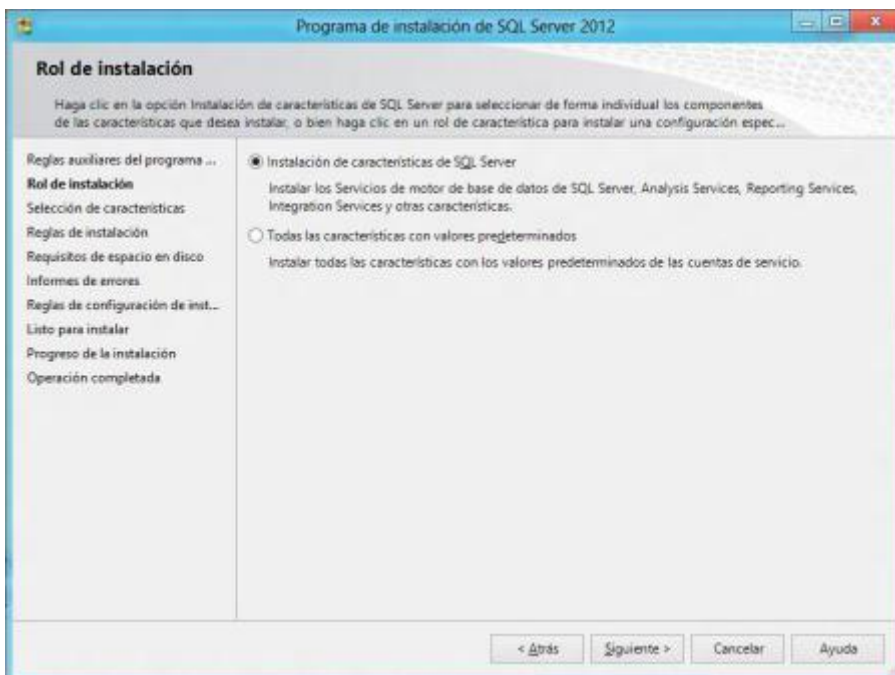 Programa de instalación de SQL Server 2012
Rol de instalación
Haga clic en la opción Instalación de características de SQL Server para seleccionar de forma individual los componentes
de las características que desea instalar, o bien haga clic en un rol de característica para instalar una configuración espec...
Reglas auxiliares del programa ...
Rol de instalación
Selección de características
Reglas de instalación
Requisitos de espacio en disco
Informes de errores
Reglas de configuración de inst...
Listo para instalar
Progreso de la instalación
Operación completada
Instalación de características de SQL Server
Instalar los Servicios de motor de base de datos de SQL Server, Analysis Services, Reporting Services,
Integration Services y otras características.
Todas las características con valores predeterminados
Instalar todas las características con los valores predeterminados de las cuentas de servicio.
< Atrás
Siguiente >
Cancelar
Ayuda